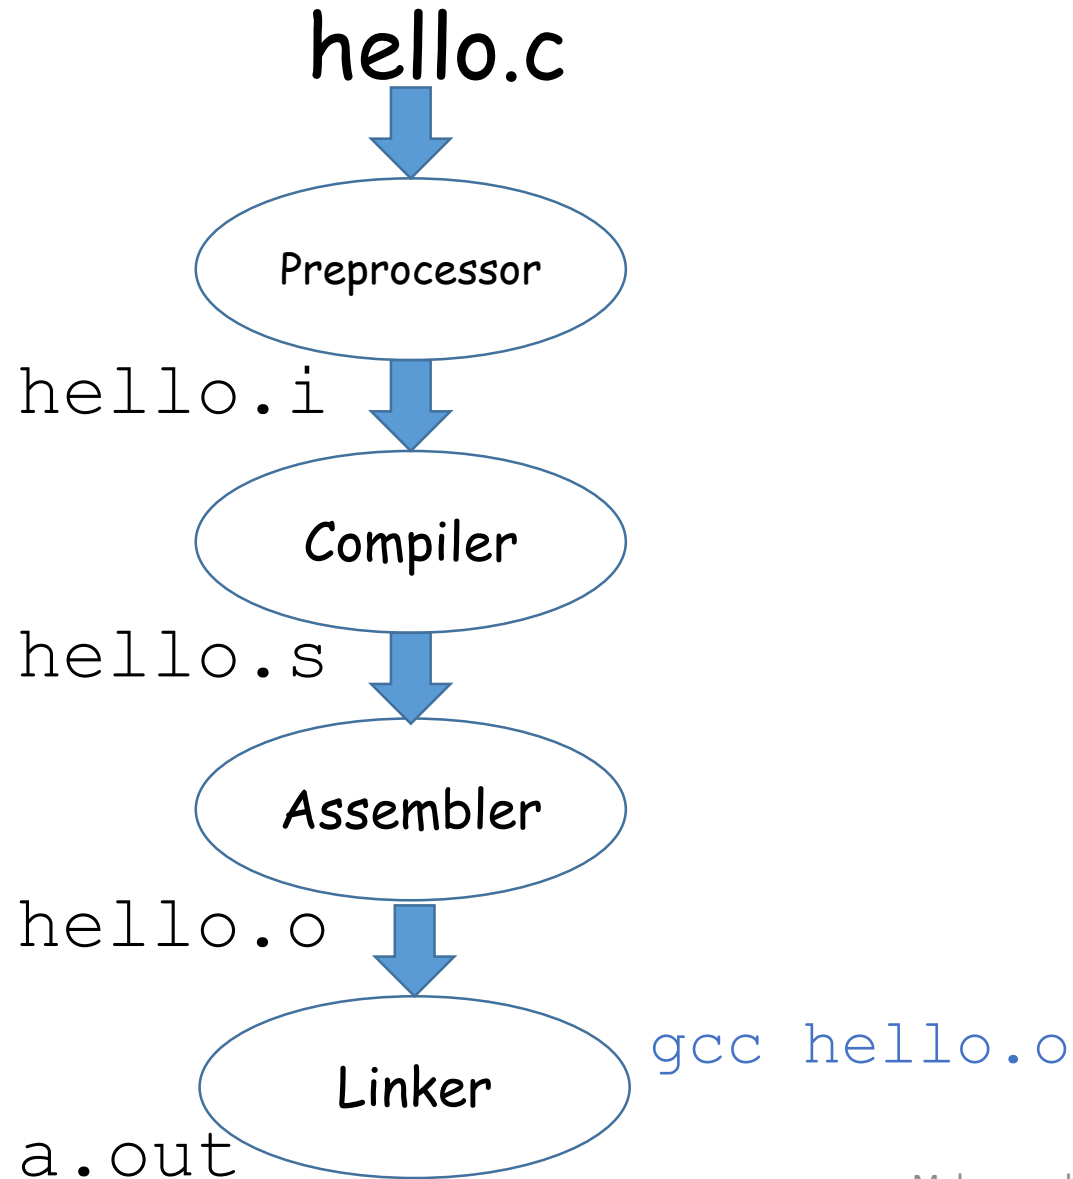 hello.c
Preprocessor
hello.i
Compiler
hello.s
Assembler
hello.o
Linker
gcc hello.o
a.out